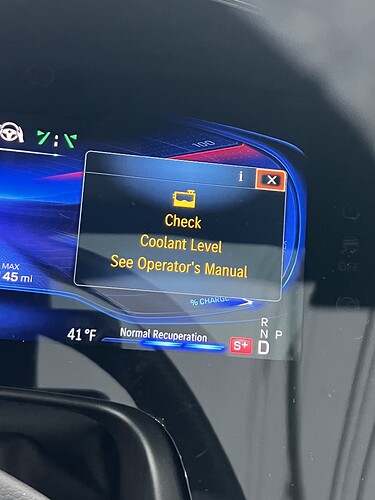 100
i
Check
Coolant Level
See Operator's Manual
MAX
45 mi
% CHARGE
41 °F
Normal Recuperation
S+
R
N
D
P